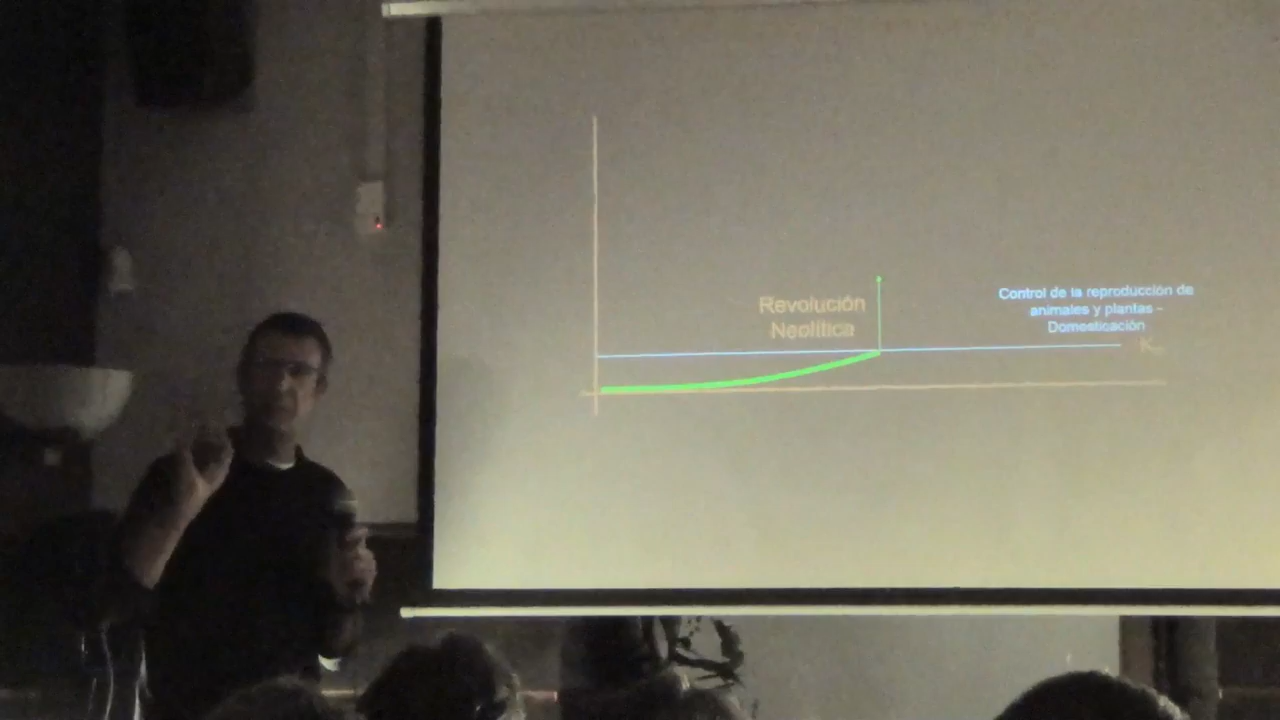 Revolución
Neolítica
Control de la reproducción de
animales y plantas -
Domesticación
K